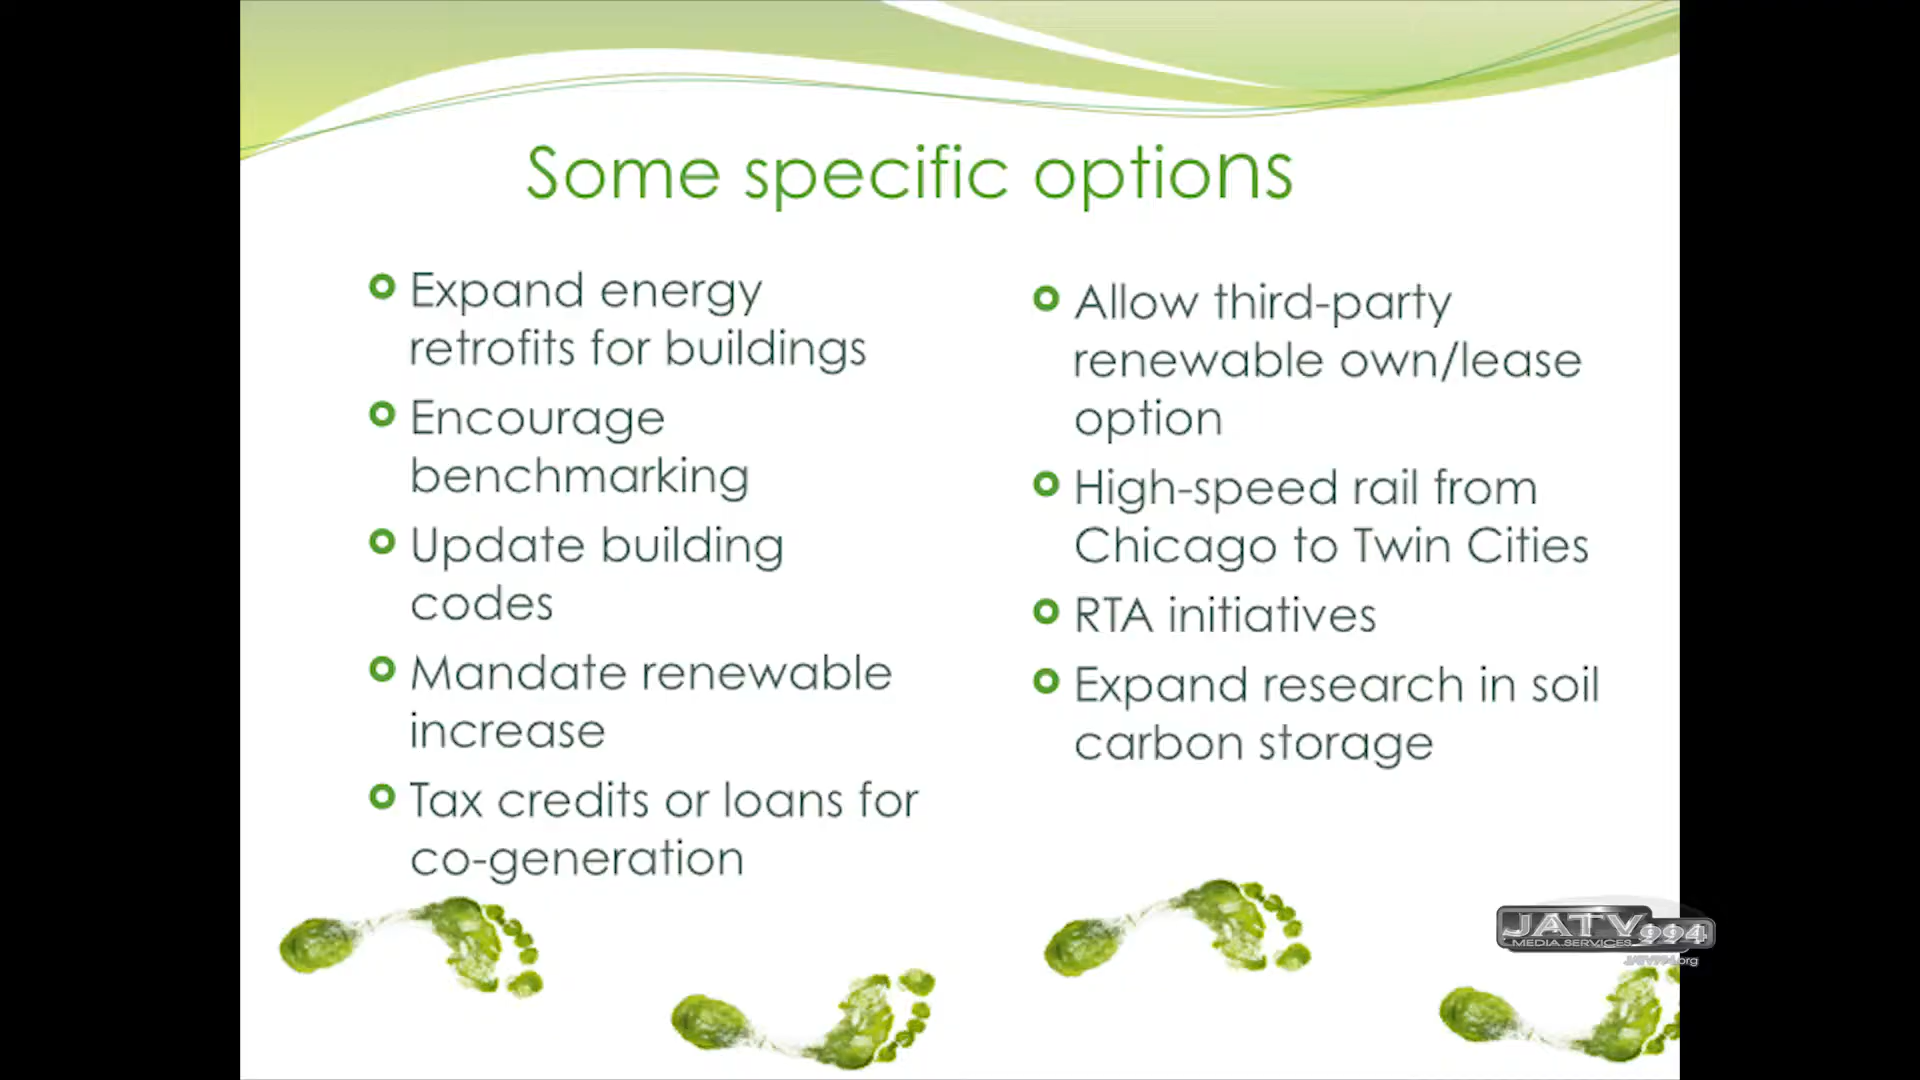 Some specific options
Expand energy
retrofits for buildings
Encourage
benchmarking
Update building
codes
Mandate renewable
increase
Tax credits or loans for
co-generation
Allow third-party
renewable own/lease
option
High-speed rail from
Chicago to Twin Cities
RTA initiatives
Expand research in soil
carbon storage
JATV 994
MEDIA SERVICES
JATV994.org